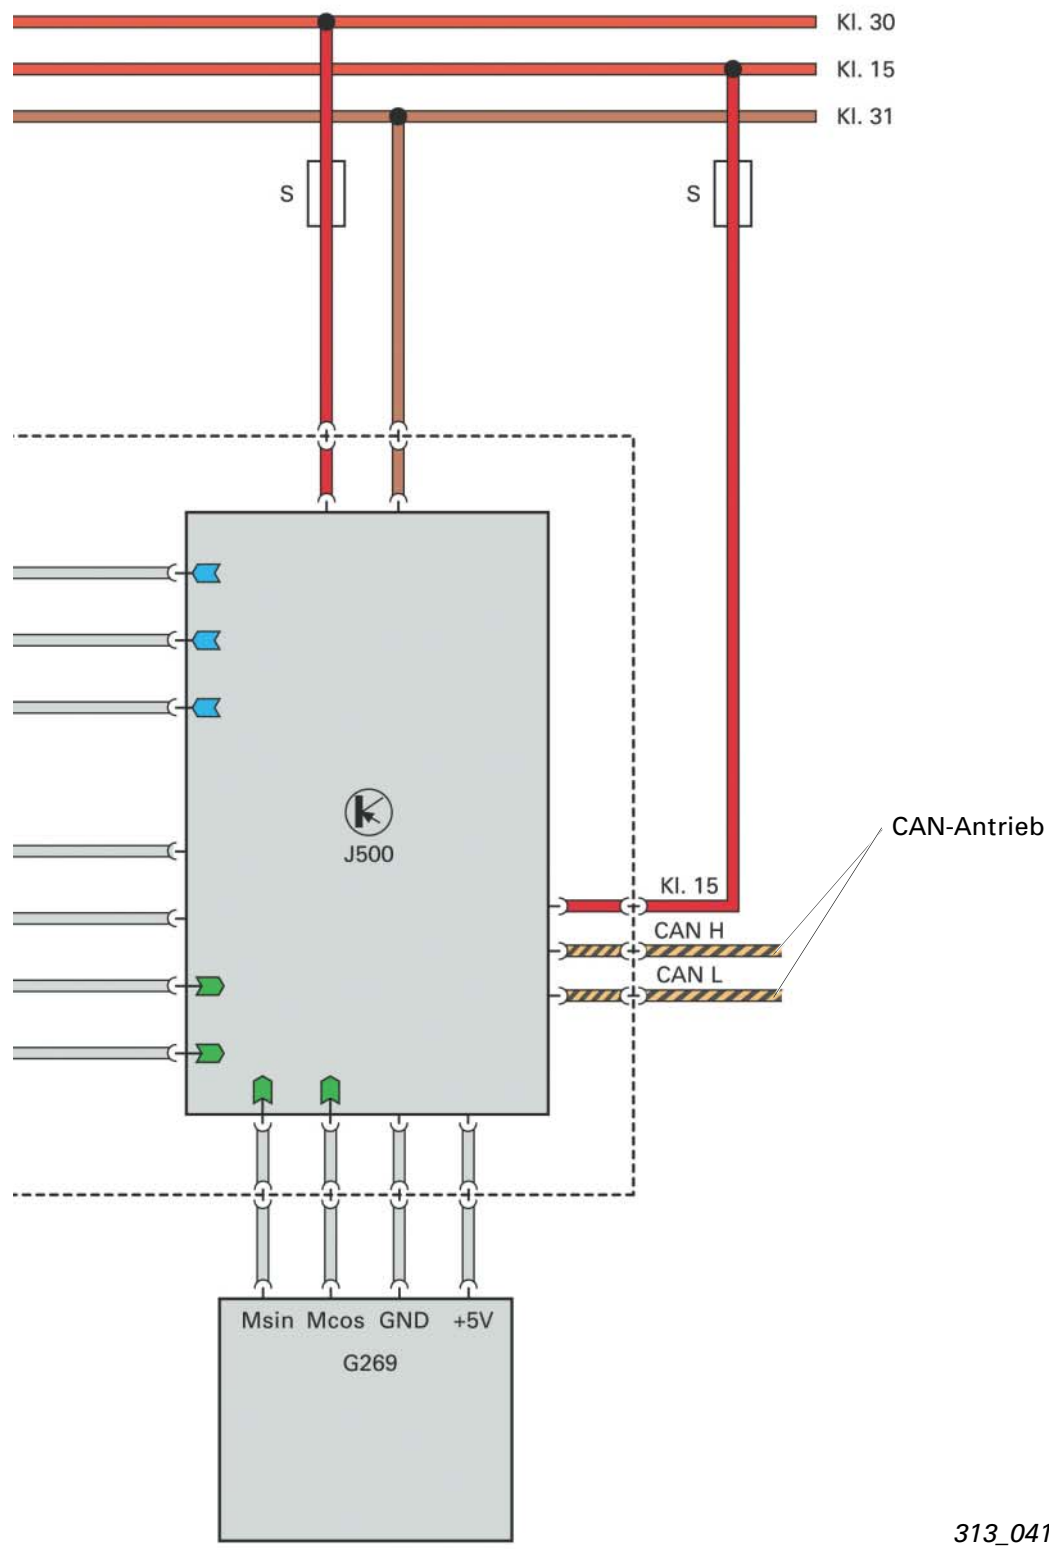 Kl. 30
Kl. 15
Kl. 31
S
S
CAN-Antrieb
J500
Kl. 15
CAN H
CAN L
Msin Mcos GND +5V
G269
313_041